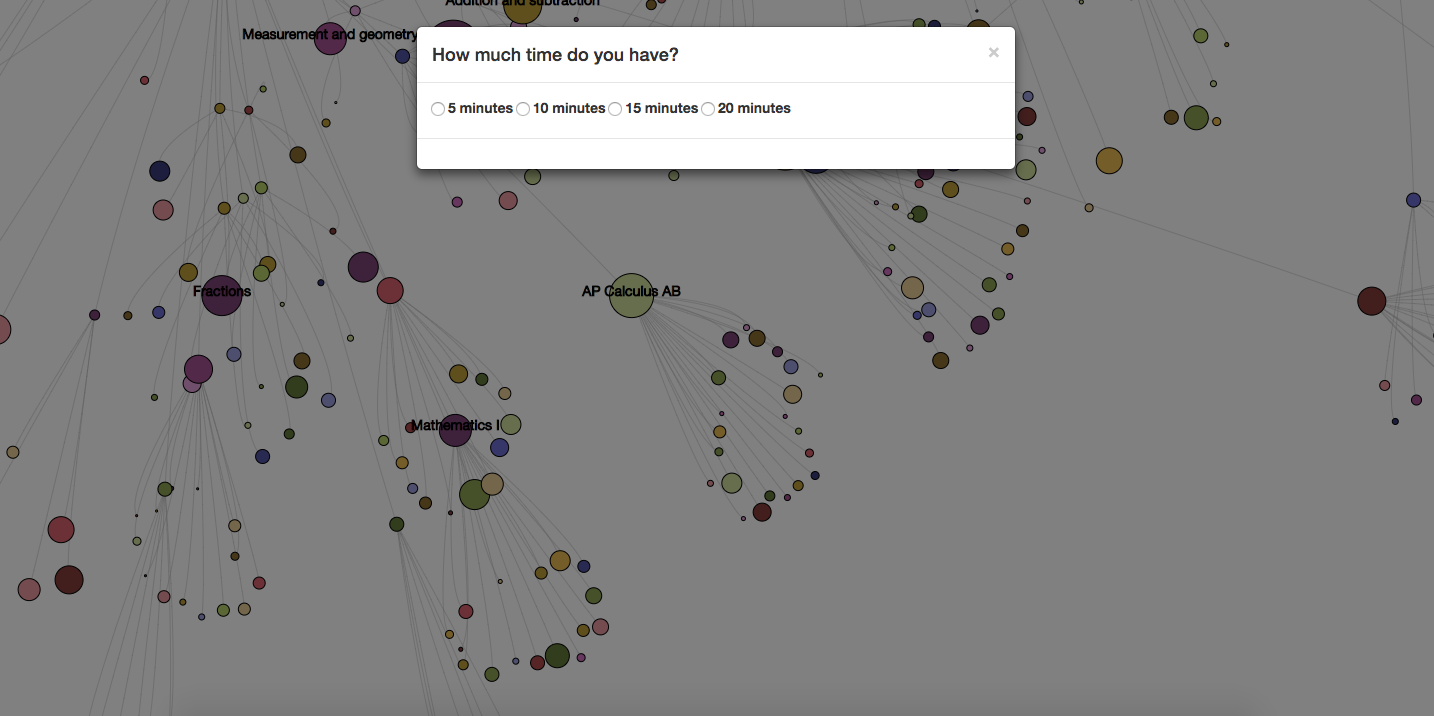 Addition and subtraction
Measurement and geometry
How much time do you have?
×
5 minutes 10 minutes 15 minutes 20 minutes
Fractions
AP Calculus AB
Mathematics I